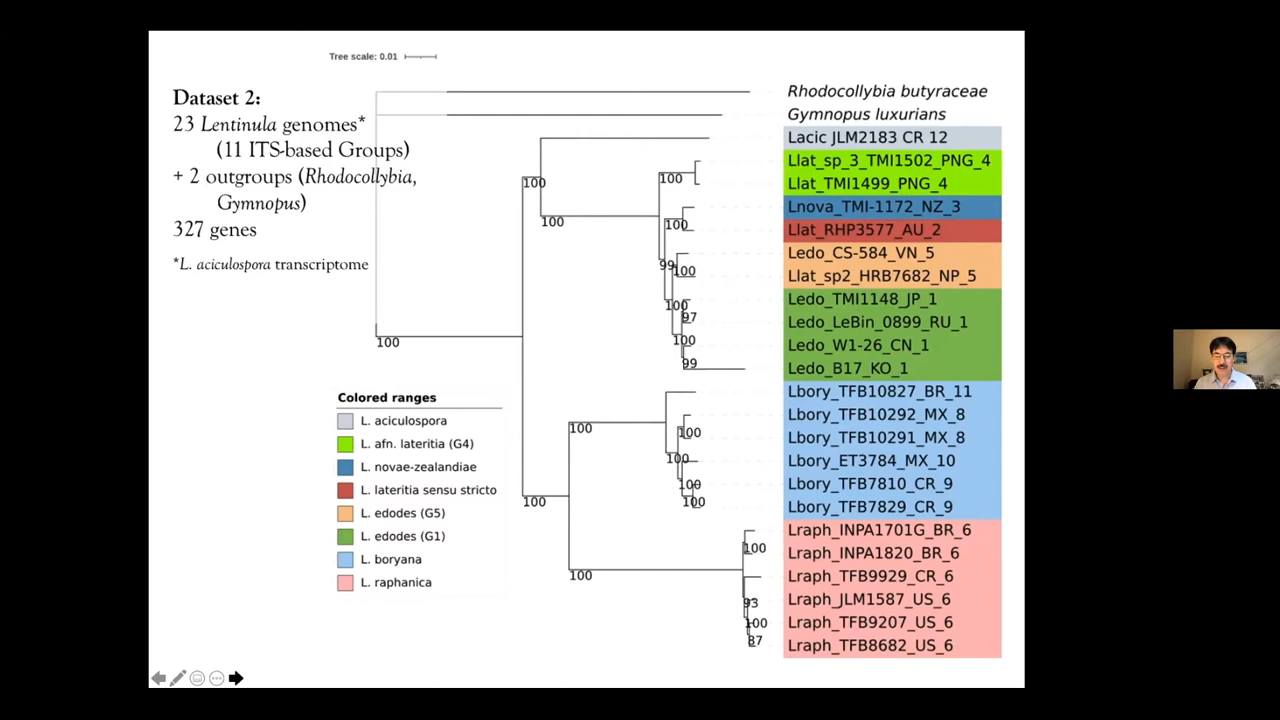 Tree scale: 0.01
Dataset 2:
23 Lentinula genomes*
(11 ITS-based Groups)
+ 2 outgroups (Rhodocollybia,
Gymnopus)
327 genes
*L. aciculospora transcriptome
Rhodocollybia butyraceae
Gymnopus luxurians
Lacic JLM2183 CR 12
Llat_sp_3_TMI1502_PNG_4
Llat_TMI1499_PNG_4
Lnova_TMI-1172_NZ_3
Llat_RHP3577_AU_2
Ledo_CS-584_VN_5
Llat_sp2_HRB7682_NP_5
Ledo_TMI1148_JP_1
Ledo_LeBin_0899_RU_1
Ledo_W1-26_CN_1
Ledo_B17_KO_1
Lbory_TFB10827_BR_11
Lbory_TFB10292_MX_8
Lbory_TFB10291_MX_8
Lbory_ET3784_MX_10
Lbory_TFB7810_CR_9
Lbory_TFB7829_CR_9
Lraph_INPA1701G_BR_6
Lraph_INPA1820_BR_6
Lraph_TFB9929_CR_6
Lraph_JLM1587_US_6
Lraph_TFB9207_US_6
Lraph_TFB8682_US_6
100
100
100
100
100
99
100
100
97
100
99
100
100
100
100
100
100
100
100
93
100
87
Colored ranges
L. aciculospora
L. afn. lateritia (G4)
L. novae-zealandiae
L. lateritia sensu stricto
L. edodes (G5)
L. edodes (G1)
L. boryana
L. raphanica